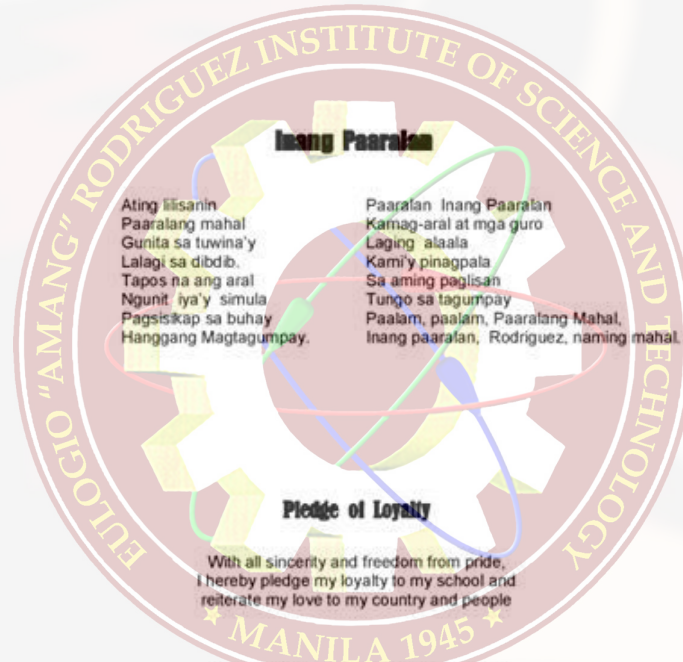 EULOGIO "AMANG" RODRIGUEZ INSTITUTE OF SCIENCE AND TECHNOLOGY
Inang Paaralan
Ating lilisanin
Paaralang mahal
Gunita sa tuwina'y
Lalagi sa dibdib.
Tapos na ang aral
Ngunit iya'y simula
Pagsisikap sa buhay
Hanggang Magtagumpay.
Paaralan Inang Paaralan
Kamag-aral at mga guro
Laging alaala
Kami'y pinagpala
Sa aming paglisan
Tungo sa tagumpay
Paalam, paalam, Paaralang Mahal,
Inang paaralan, Rodriguez, naming mahal.
Pledge of Loyalty
With all sincerity and freedom from pride,
I hereby pledge my loyalty to my school and
reiterate my love to my country and people
MANILA 1945